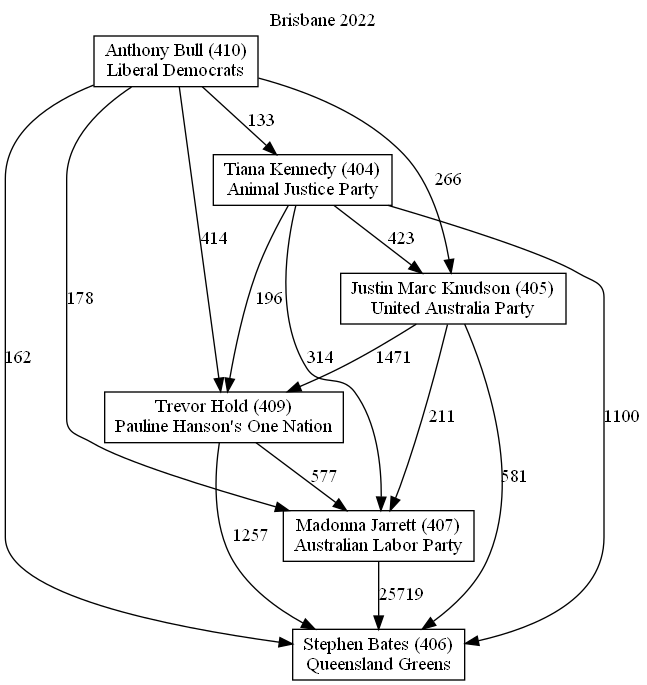 Brisbane 2022
Anthony Bull (410)
Liberal Democrats
133
Tiana Kennedy (404)
Animal Justice Party
266
414
423
Justin Marc Knudson (405)
United Australia Party
178
196
162
314
1471
Trevor Hold (409)
Pauline Hanson's One Nation
211
1100
577
581
Madonna Jarrett (407)
Australian Labor Party
1257
25719
Stephen Bates (406)
Queensland Greens